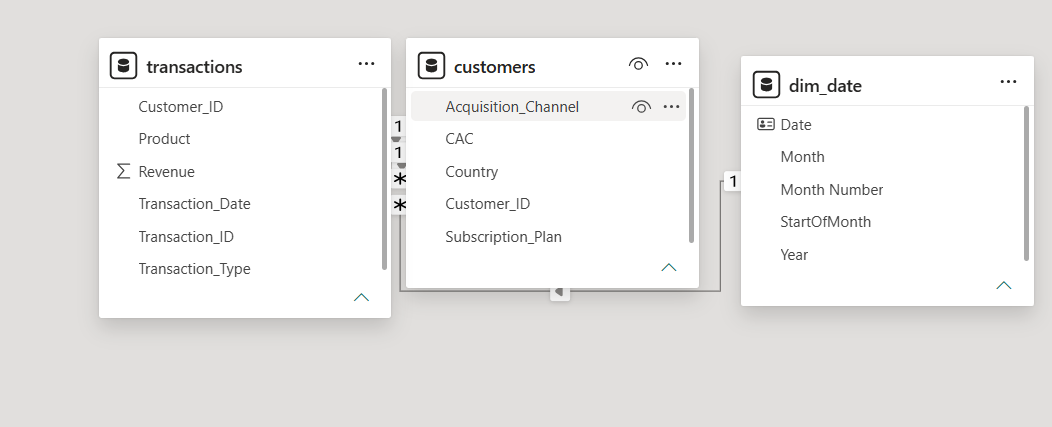 transactions
Customer_ID
Product
Revenue
Transaction_Date
Transaction_ID
Transaction_Type
1
1
*
*
customers
Acquisition_Channel
CAC
Country
Customer_ID
Subscription_Plan
1
dim_date
Date
Month
Month Number
StartOfMonth
Year